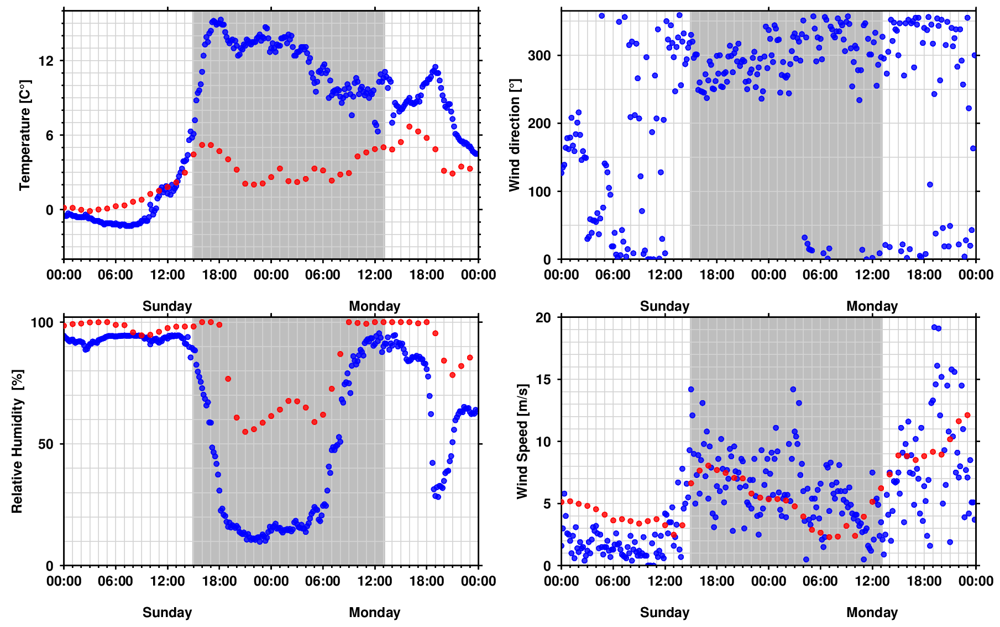 Temperature [C°]
12
6
0
00:00 06:00 12:00 18:00 00:00 06:00 12:00 18:00 00:00
Sunday Monday
Wind direction [°]
300
200
100
0
00:00 06:00 12:00 18:00 00:00 06:00 12:00 18:00 00:00
Sunday Monday
Relative Humidity [%]
100
50
0
00:00 06:00 12:00 18:00 00:00 06:00 12:00 18:00 00:00
Sunday Monday
Wind Speed [m/s]
20
15
10
5
0
00:00 06:00 12:00 18:00 00:00 06:00 12:00 18:00 00:00
Sunday Monday